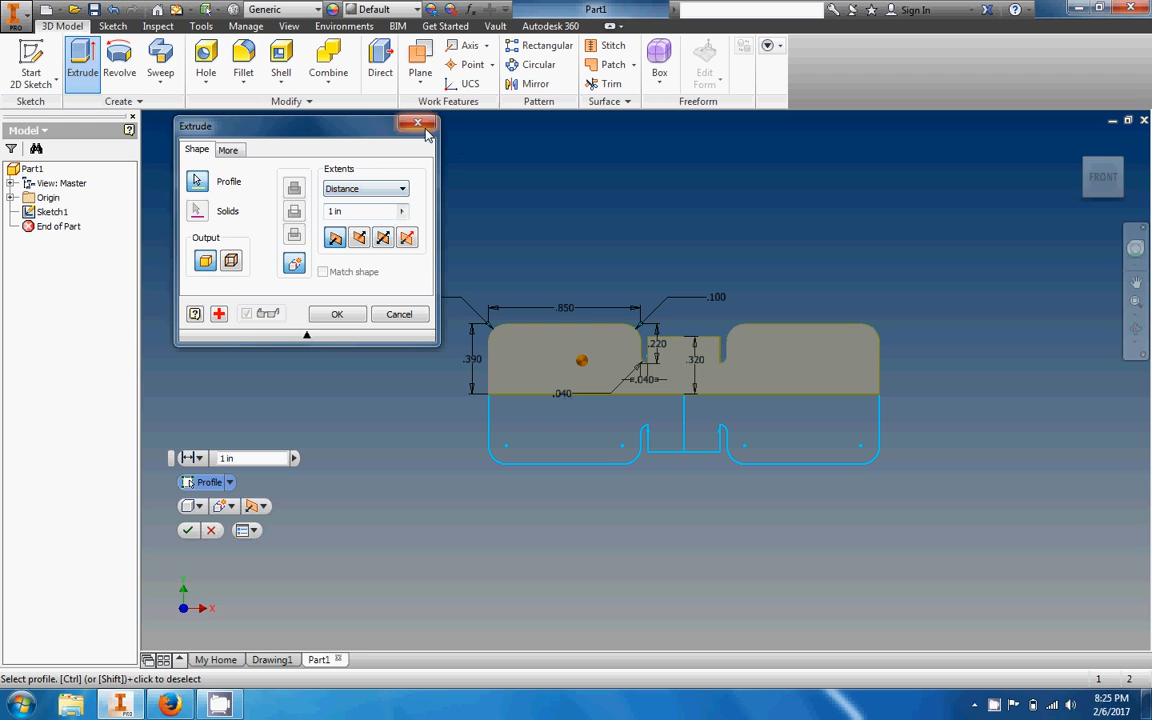 Generic
Default
Part1
Sign In
PRO
3D Model
Sketch
Inspect
Tools
Manage
View
Environments
BIM
Get Started
Vault
Autodesk 360
Start
2D Sketch
Extrude
Revolve
Sweep
Hole
Fillet
Shell
Combine
Direct
Plane
Axis
Point
UCS
Rectangular
Circular
Mirror
Stitch
Patch
Trim
Box
Edit
Form
Sketch
Create
Modify
Work Features
Pattern
Surface
Freeform
Model
Part1
View: Master
Origin
Sketch1
End of Part
Extrude
Shape
More
Profile
Solids
Output
Extents
Distance
1 in
Match shape
OK
Cancel
FRONT
.850
.100
.390
.220
.320
.040
.040
1 in
Profile
Y
X
My Home
Drawing1
Part1
Select profile. [Ctrl] (or [Shift])+click to deselect
1
2
PRO
8:25 PM
2/6/2017